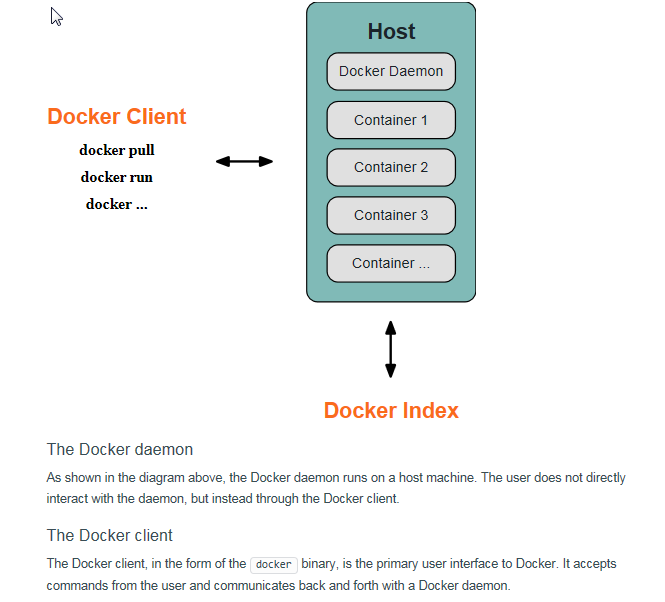 Host
Docker Daemon
Docker Client
Container 1
docker pull
Container 2
docker run
docker ...
Container 3
Container ...
Docker Index
The Docker daemon
As shown in the diagram above, the Docker daemon runs on a host machine. The user does not directly
interact with the daemon, but instead through the Docker client.
The Docker client
The Docker client, in the form of the docker binary, is the primary user interface to Docker. It accepts
commands from the user and communicates back and forth with a Docker daemon.